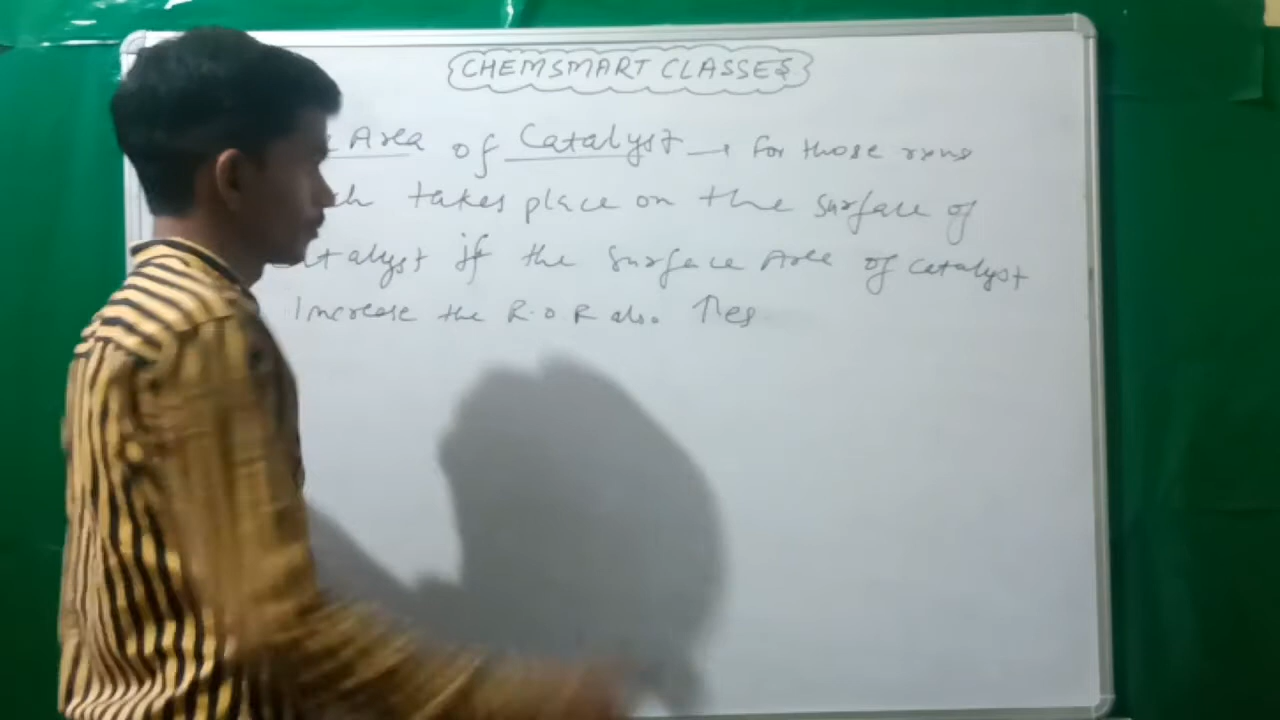 CHEMSMART CLASSES
Area of Catalyst → for those rxns
takes place on the surface of
if the surface Area of catalyst
Increase the R.O.R also ↑es